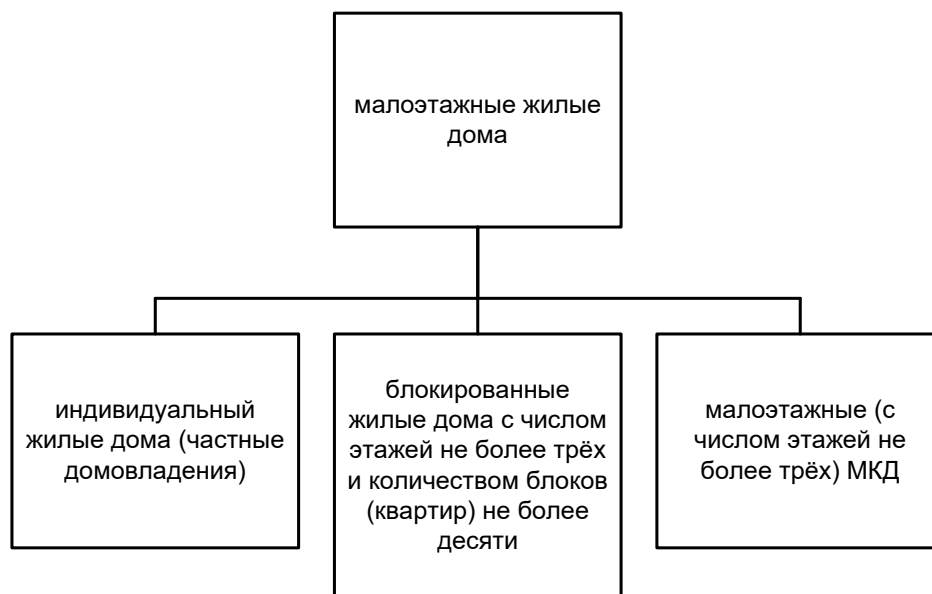 малоэтажные жилые
дома
индивидуальный
жилые дома (частные
домовладения)
блокированные
жилые дома с числом
этажей не более трёх
и количеством блоков
(квартир) не более
десяти
малоэтажные (с
числом этажей не
более трёх) МКД